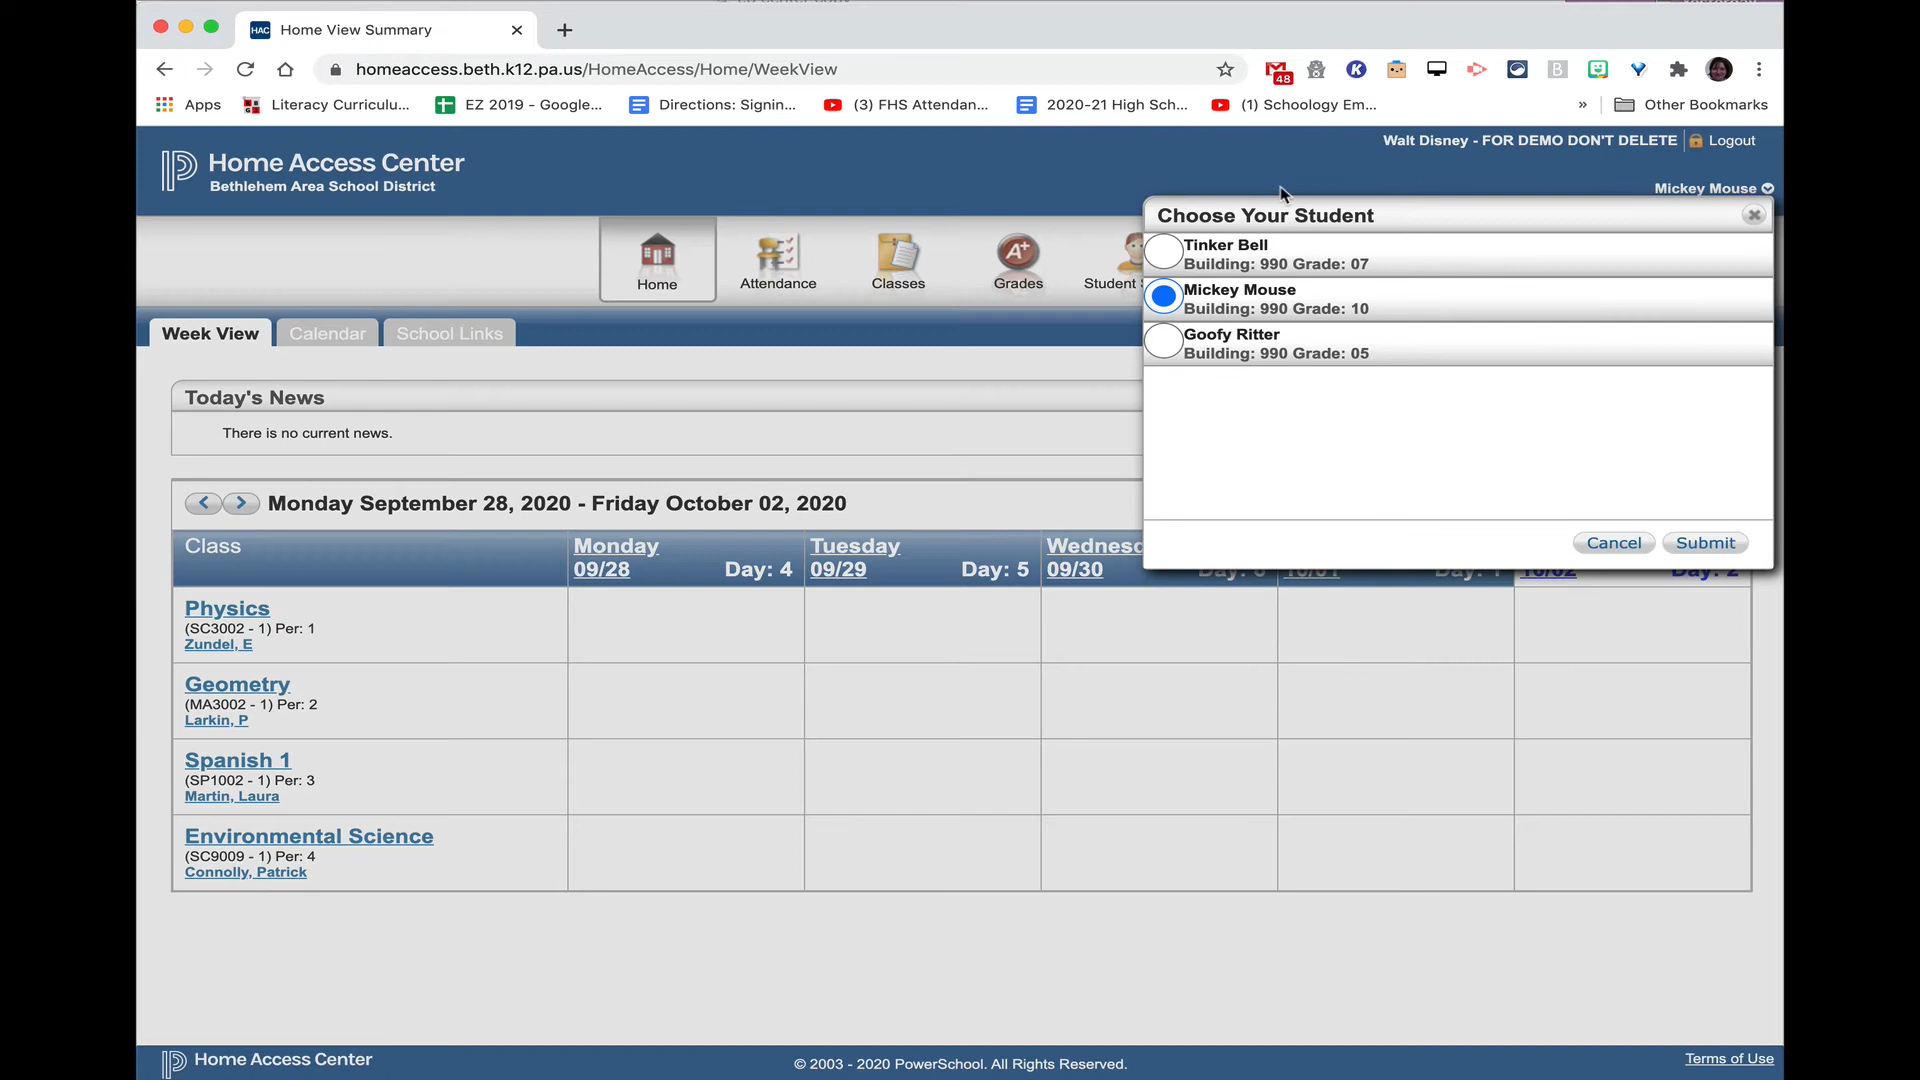 HAC Home View Summary
homeaccess.beth.k12.pa.us/HomeAccess/Home/WeekView
48
Apps
Literacy Curriculu...
EZ 2019 - Google...
Directions: Signin...
(3) FHS Attendan...
2020-21 High Sch...
(1) Schoology Em...
»
Other Bookmarks
Walt Disney - FOR DEMO DON'T DELETE
Logout
Home Access Center
Bethlehem Area School District
Mickey Mouse
Home
Attendance
Classes
A+
Grades
Student
Choose Your Student
Tinker Bell
Building: 990 Grade: 07
Mickey Mouse
Building: 990 Grade: 10
Goofy Ritter
Building: 990 Grade: 05
Cancel
Submit
Week View
Calendar
School Links
Today's News
There is no current news.
Monday September 28, 2020 - Friday October 02, 2020
Class
Monday
09/28 Day: 4
Tuesday
09/29 Day: 5
09/30
10/02 Day: 2
Physics
(SC3002 - 1) Per: 1
Zundel, E
Geometry
(MA3002 - 1) Per: 2
Larkin, P
Spanish 1
(SP1002 - 1) Per: 3
Martin, Laura
Environmental Science
(SC9009 - 1) Per: 4
Connolly, Patrick
Home Access Center
© 2003 - 2020 PowerSchool. All Rights Reserved.
Terms of Use